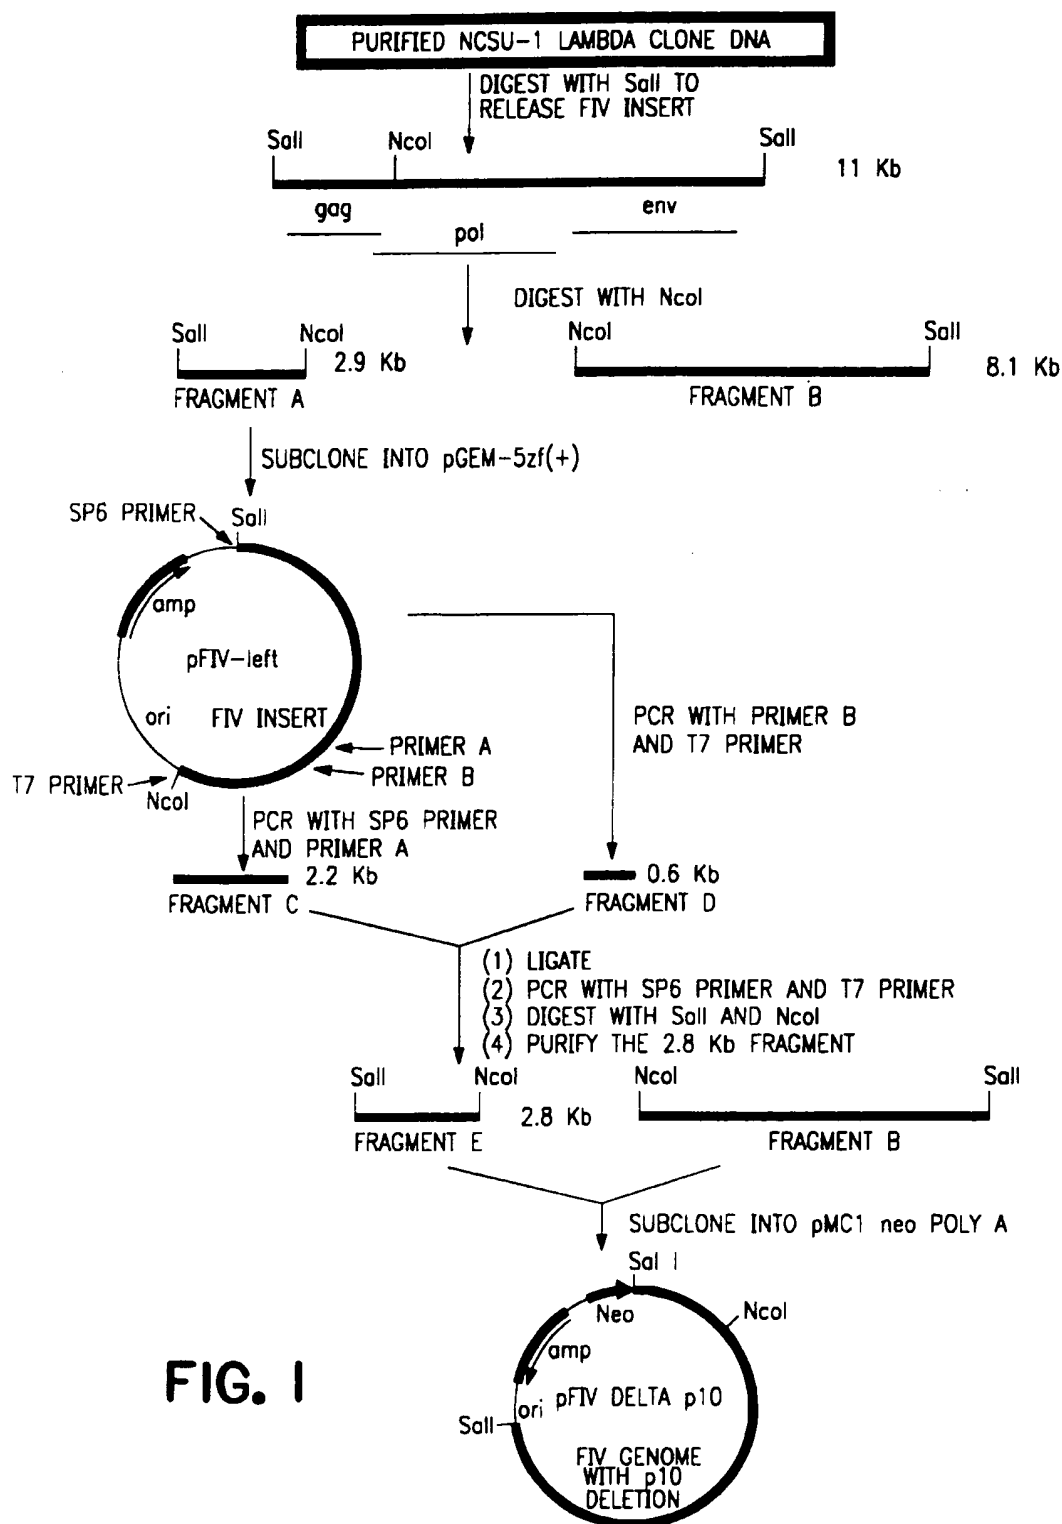 PURIFIED NCSU-1 LAMBDA CLONE DNA
DIGEST WITH SalI TO
RELEASE FIV INSERT
SalI
NcoI
SalI
11 Kb
gag
pol
env
DIGEST WITH NcoI
SalI
NcoI
2.9 Kb
FRAGMENT A
NcoI
SalI
8.1 Kb
FRAGMENT B
SUBCLONE INTO pGEM-5zf(+)
SP6 PRIMER
SalI
amp
pFIV-left
ori
FIV INSERT
PRIMER A
PRIMER B
T7 PRIMER
NcoI
PCR WITH PRIMER B
AND T7 PRIMER
PCR WITH SP6 PRIMER
AND PRIMER A
2.2 Kb
FRAGMENT C
0.6 Kb
FRAGMENT D
(1) LIGATE
(2) PCR WITH SP6 PRIMER AND T7 PRIMER
(3) DIGEST WITH SalI AND NcoI
(4) PURIFY THE 2.8 Kb FRAGMENT
SalI
NcoI
2.8 Kb
FRAGMENT E
NcoI
SalI
FRAGMENT B
SUBCLONE INTO pMC1 neo POLY A
Sal I
Neo
NcoI
amp
ori
pFIV DELTA p10
SalI
FIV GENOME
WITH p10
DELETION
FIG. 1